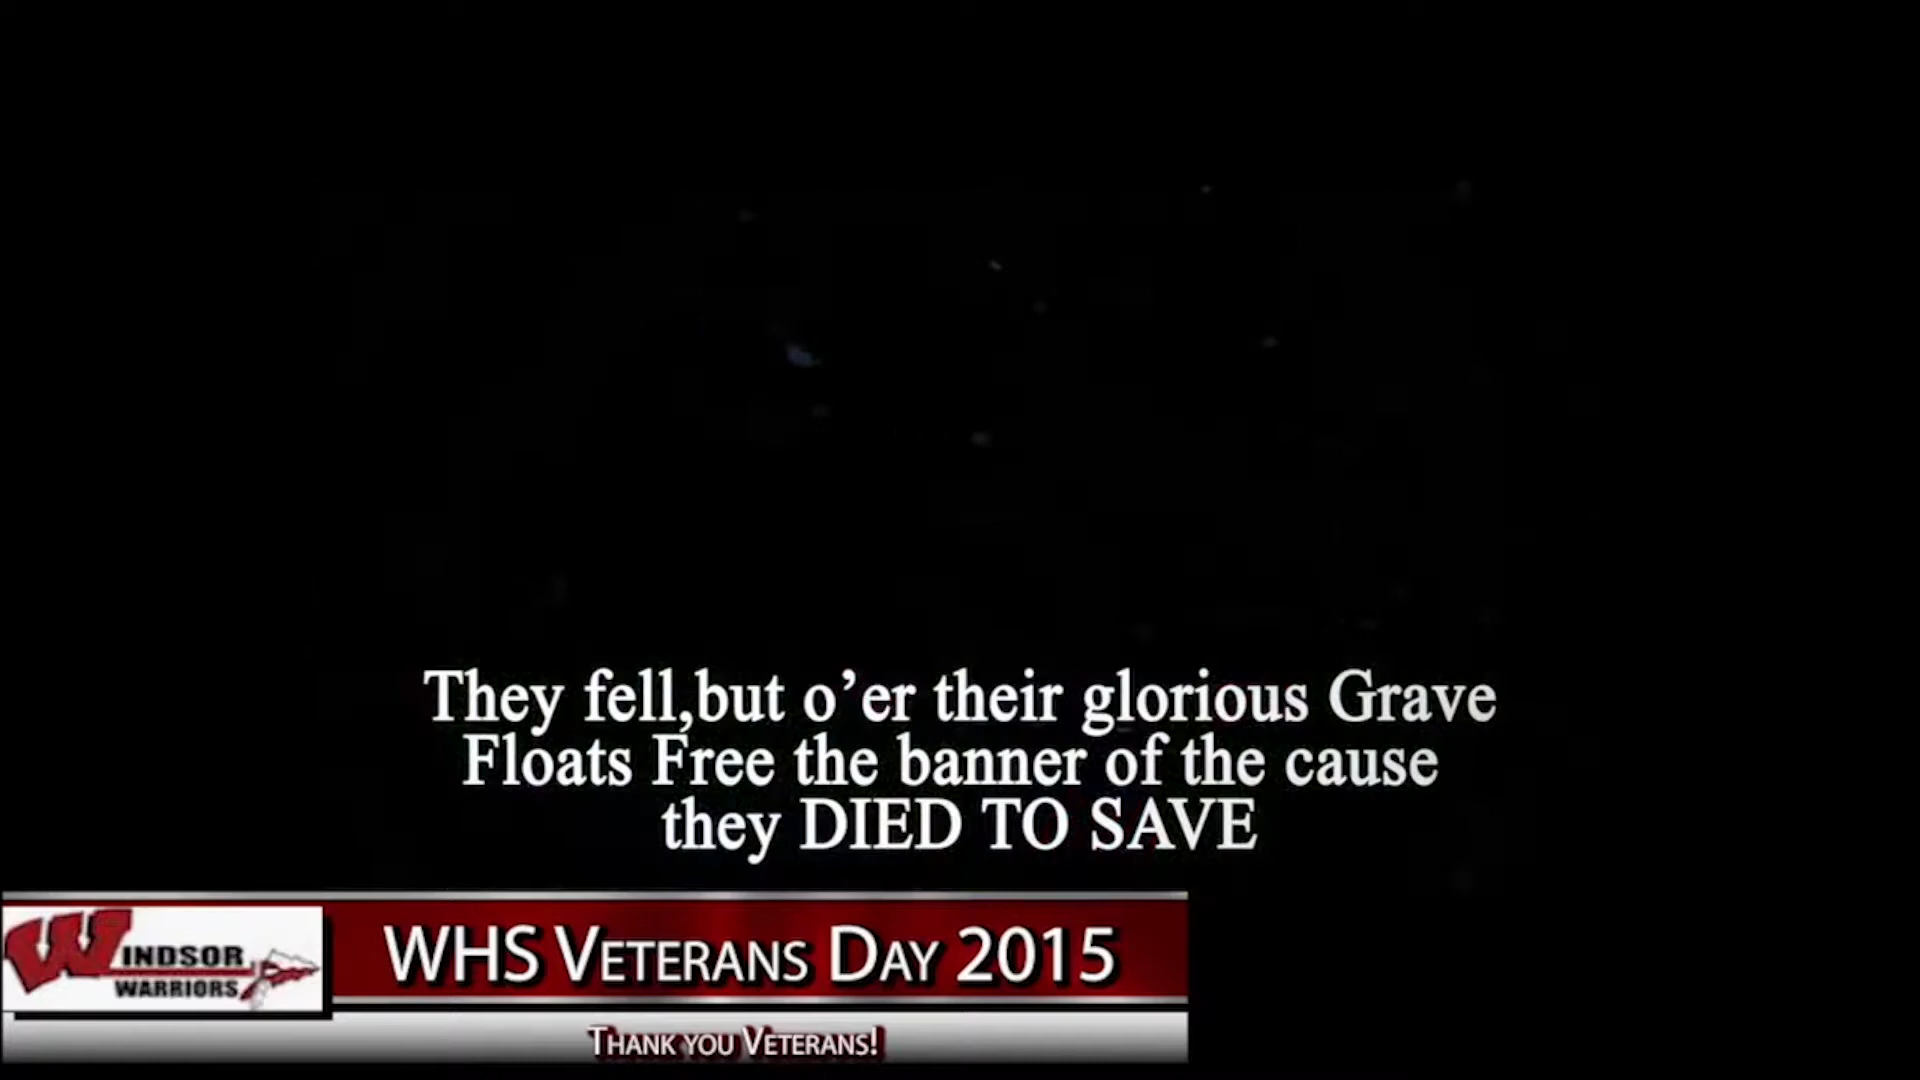 They fell,but o’er their glorious Grave
Floats Free the banner of the cause
they DIED TO SAVE
WINDSOR
WARRIORS
WHS VETERANS DAY 2015
THANK YOU VETERANS!